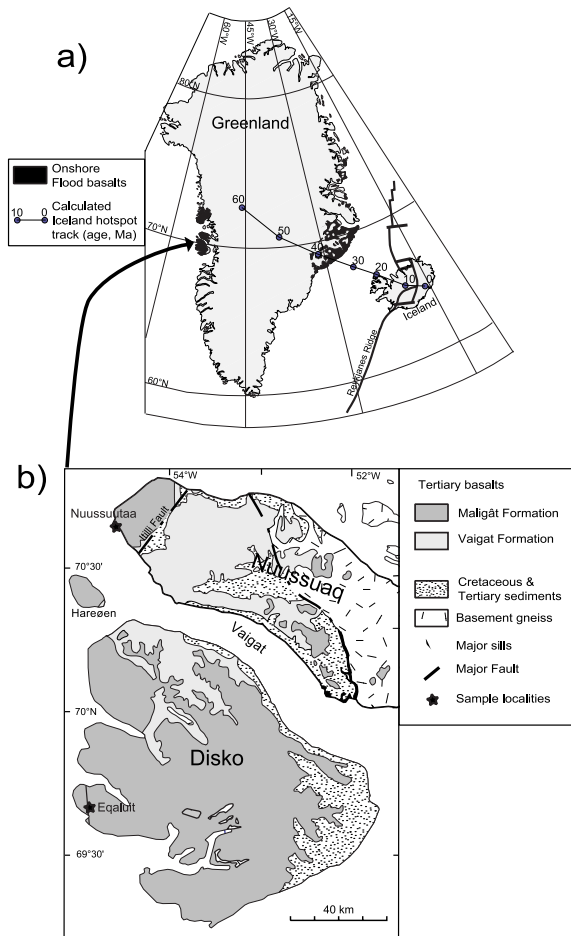 a)
60°W
45°W
30°W
15°W
80°N
Greenland
Onshore
Flood basalts
10 0 Calculated
Iceland hotspot
track (age, Ma)
60
50
40
30
20
10
0
70°N
Iceland
Reykjanes Ridge
60°N
b)
54°W
52°W
Nuussuutaa
Itilli Fault
70°30'
Nuussuaq
Hareøen
Vaigat
70°N
Disko
Eqaluit
69°30'
40 km
Tertiary basalts
Maligât Formation
Vaigat Formation
Cretaceous &
Tertiary sediments
Basement gneiss
Major sills
Major Fault
Sample localities